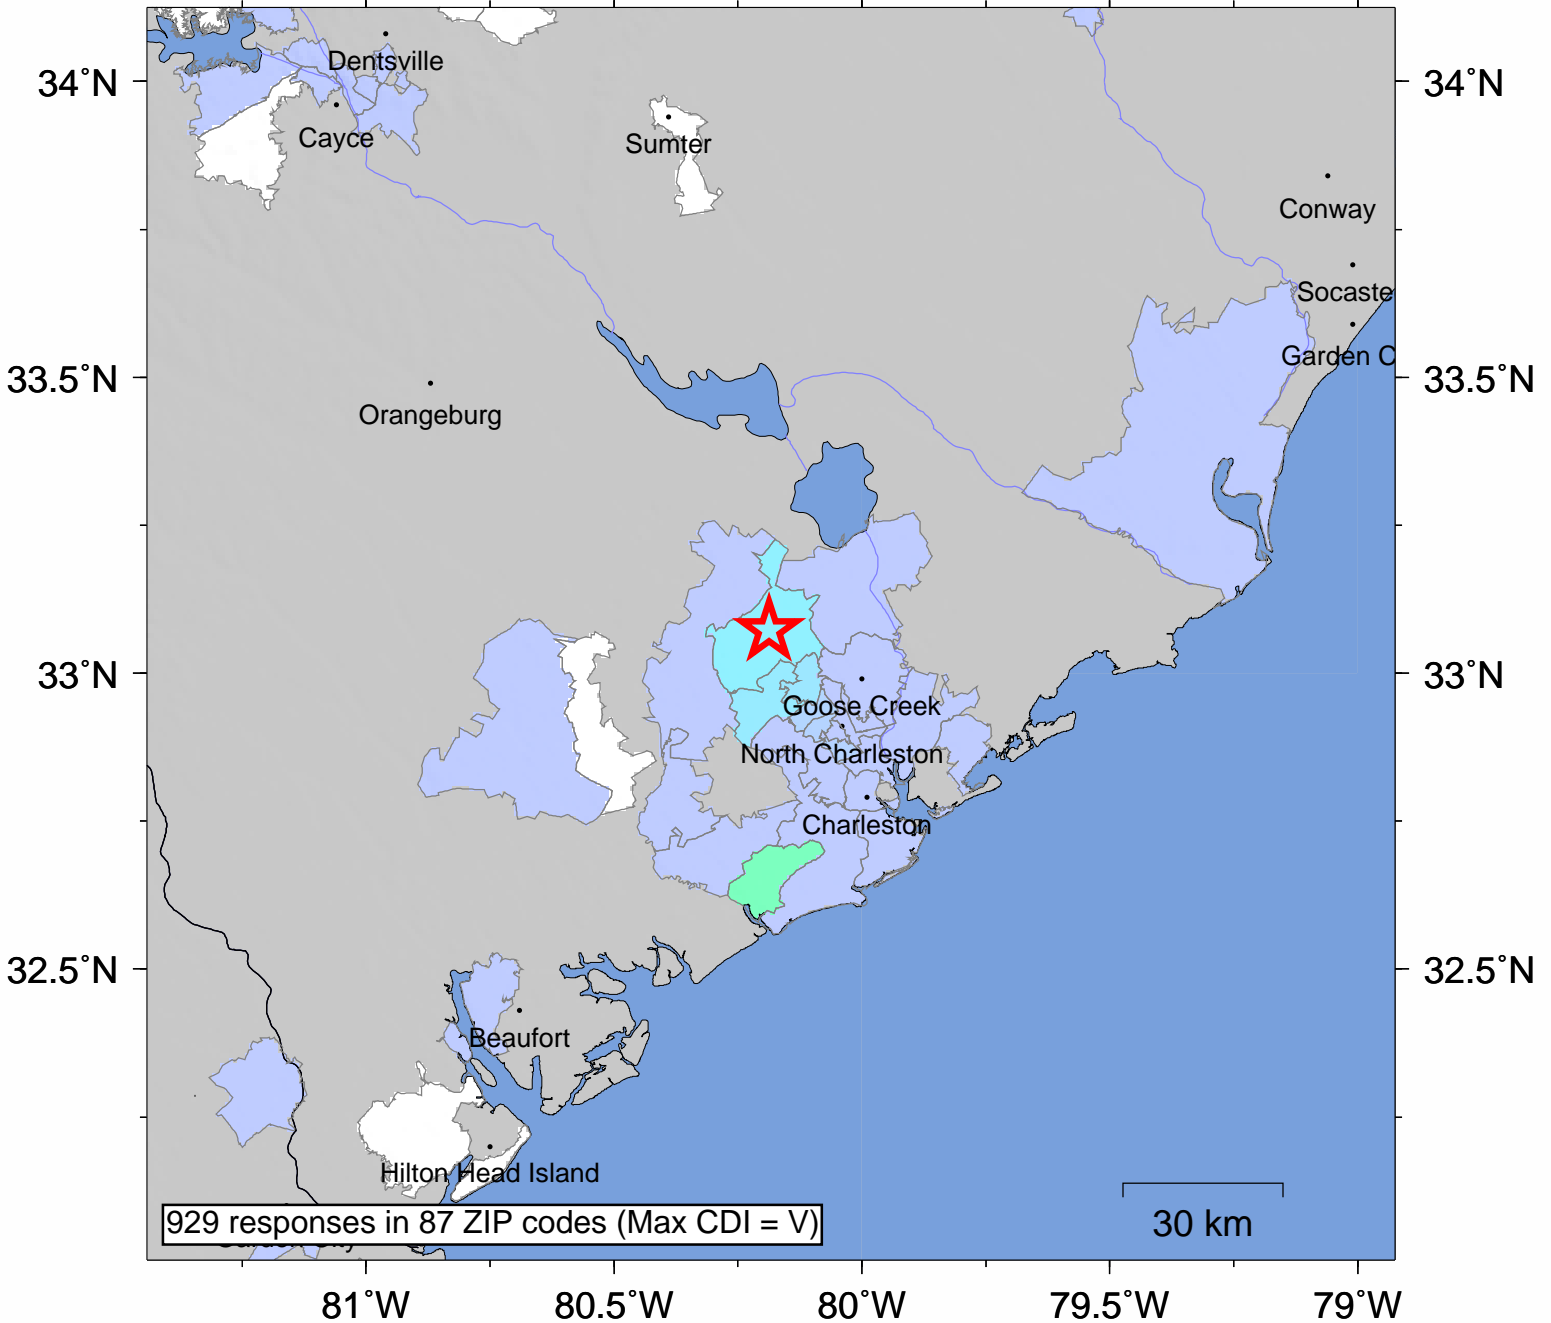 Dentsville
34°N
34°N
Cayce
Sumter
Conway
Socaste
Garden C
33.5°N
33.5°N
Orangeburg
33°N
33°N
Goose Creek
North Charleston
Charleston
32.5°N
32.5°N
Beaufort
Hilton Head Island
929 responses in 87 ZIP codes (Max CDI = V)
30 km
81°W
80.5°W
80°W
79.5°W
79°W